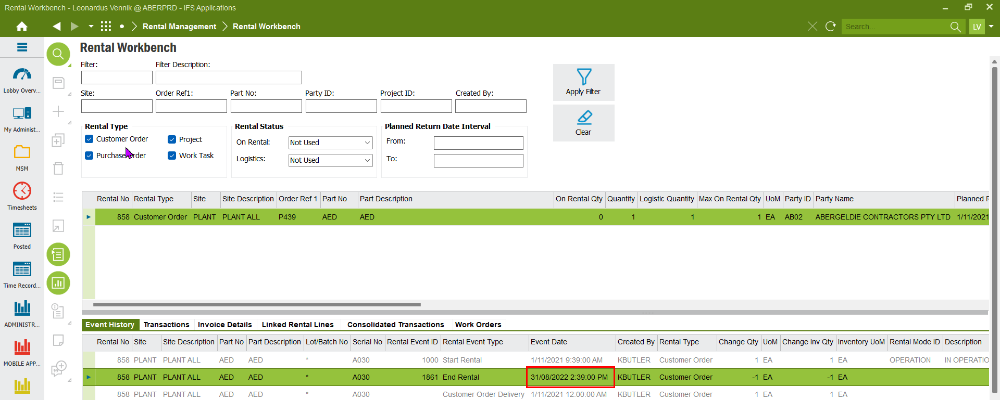 Rental Workbench - Leonardus Vennik @ ABERPRD - IFS Applications
Rental Management Rental Workbench Search... LV
Rental Workbench
Filter: Filter Description:
Site: Order Ref1: Part No: Party ID: Project ID: Created By:
Apply Filter
Clear
Rental Type
Customer Order Project
Purchase Order Work Task
Rental Status
On Rental: Not Used
Logistics: Not Used
Planned Return Date Interval
From:
To:
Lobby Overv...
My Administ...
MSM
Timesheets
Posted
Time Record...
ADMINISTR...
MOBILE APP...
Rental No Rental Type Site Site Description Order Ref 1 Part No Part Description On Rental Qty Quantity Logistic Quantity Max On Rental Qty UoM Party ID Party Name Planned R
858 Customer Order PLANT PLANT ALL P439 AED AED 0 1 1 1 EA AB02 ABERGELDIE CONTRACTORS PTY LTD 1/11/2021
Event History Transactions Invoice Details Linked Rental Lines Consolidated Transactions Work Orders
Rental No Site Site Description Part No Part Description Lot/Batch No Serial No Rental Event ID Rental Event Type Event Date Created By Rental Type Change Qty UoM Change Inv Qty Inventory UoM Rental Mode ID Description
858 PLANT PLANT ALL AED AED * A030 1000 Start Rental 1/11/2021 9:39:00 AM KBUTLER Customer Order 1 EA 1 EA OPERATION IN OPERATIO
858 PLANT PLANT ALL AED AED * A030 1861 End Rental 31/08/2022 2:39:00 PM KBUTLER Customer Order -1 EA -1 EA
858 PLANT PLANT ALL AED AED * A030 Customer Order Delivery 1/11/2021 12:00:00 AM KBUTLER Customer Order 1 EA 1 EA